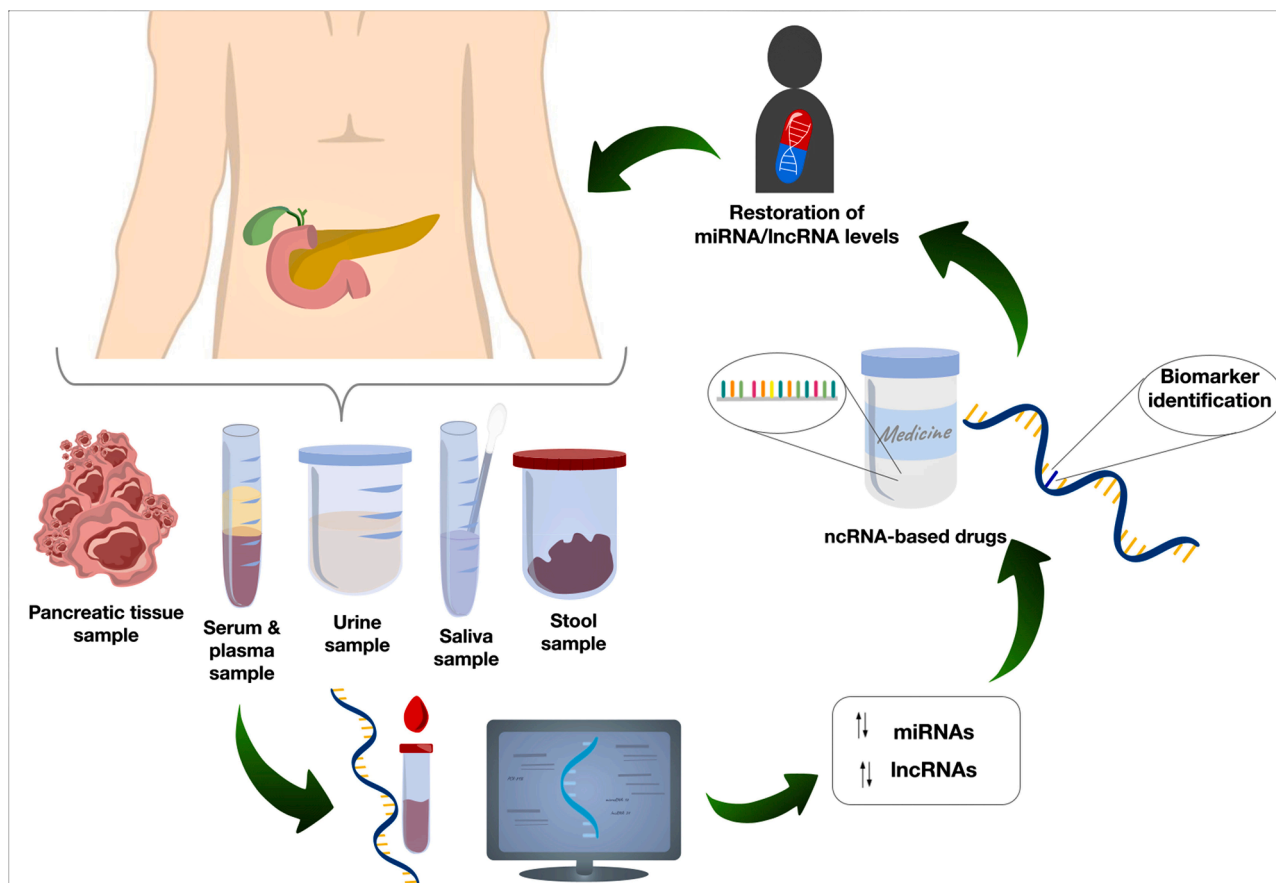 Restoration of
miRNA/lncRNA levels
Biomarker
identification
Medicine
ncRNA-based drugs
Pancreatic tissue
sample
Serum &
plasma
sample
Urine
sample
Saliva
sample
Stool
sample
miRNAs
lncRNAs